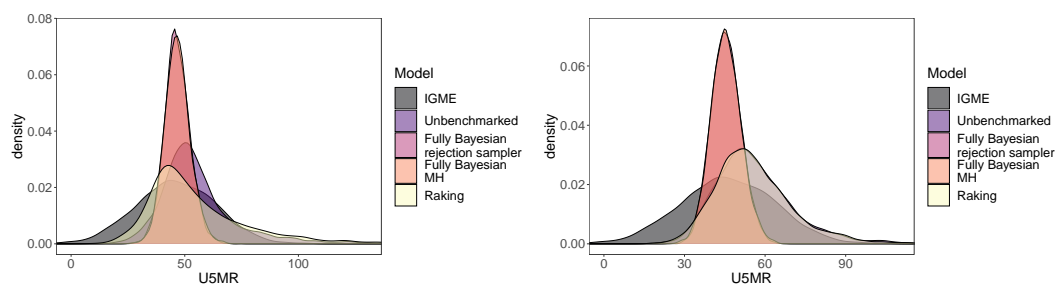 0.08
0.06
0.04
0.02
0.00
density
0
50
100
U5MR
Model
IGME
Unbenchmarked
Fully Bayesian
rejection sampler
Fully Bayesian
MH
Raking
0.06
0.04
0.02
0.00
density
0
30
60
90
U5MR
Model
IGME
Unbenchmarked
Fully Bayesian
rejection sampler
Fully Bayesian
MH
Raking